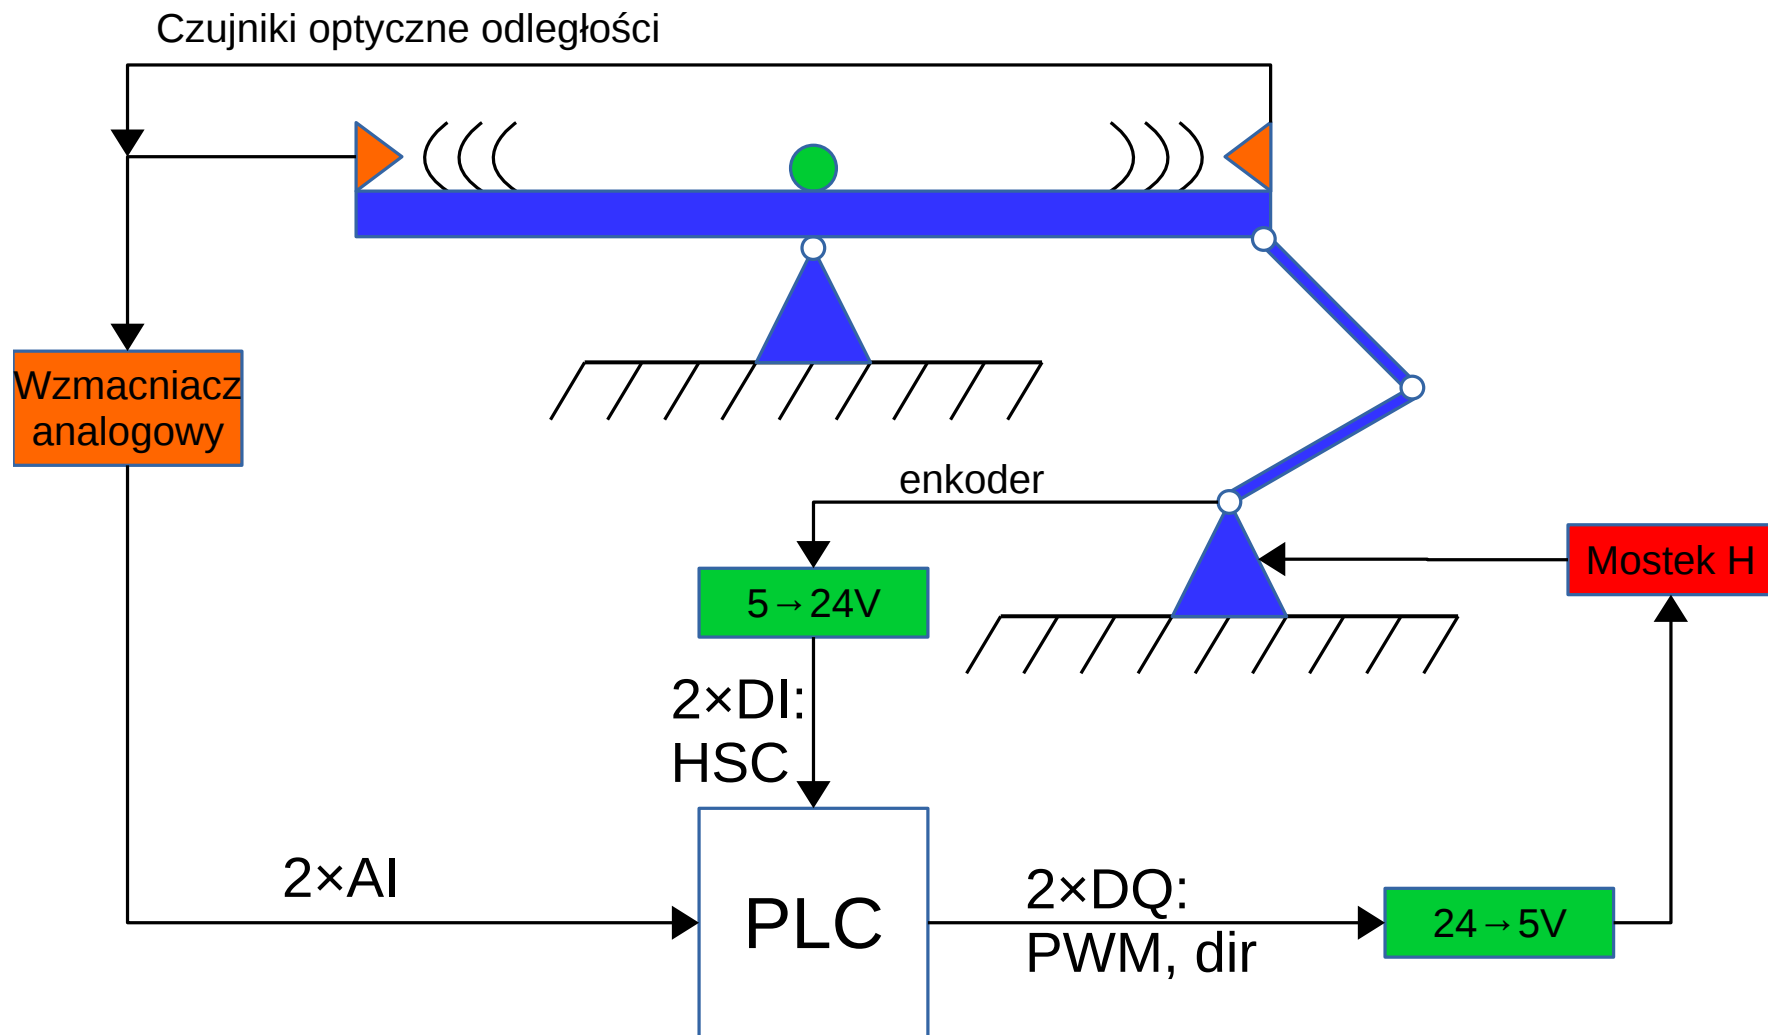 Czujniki optyczne odległości
Wzmacniacz
analogowy
enkoder
5→24V
Mostek H
2×DI:
HSC
2×AI
PLC
2×DQ:
PWM, dir
24→5V